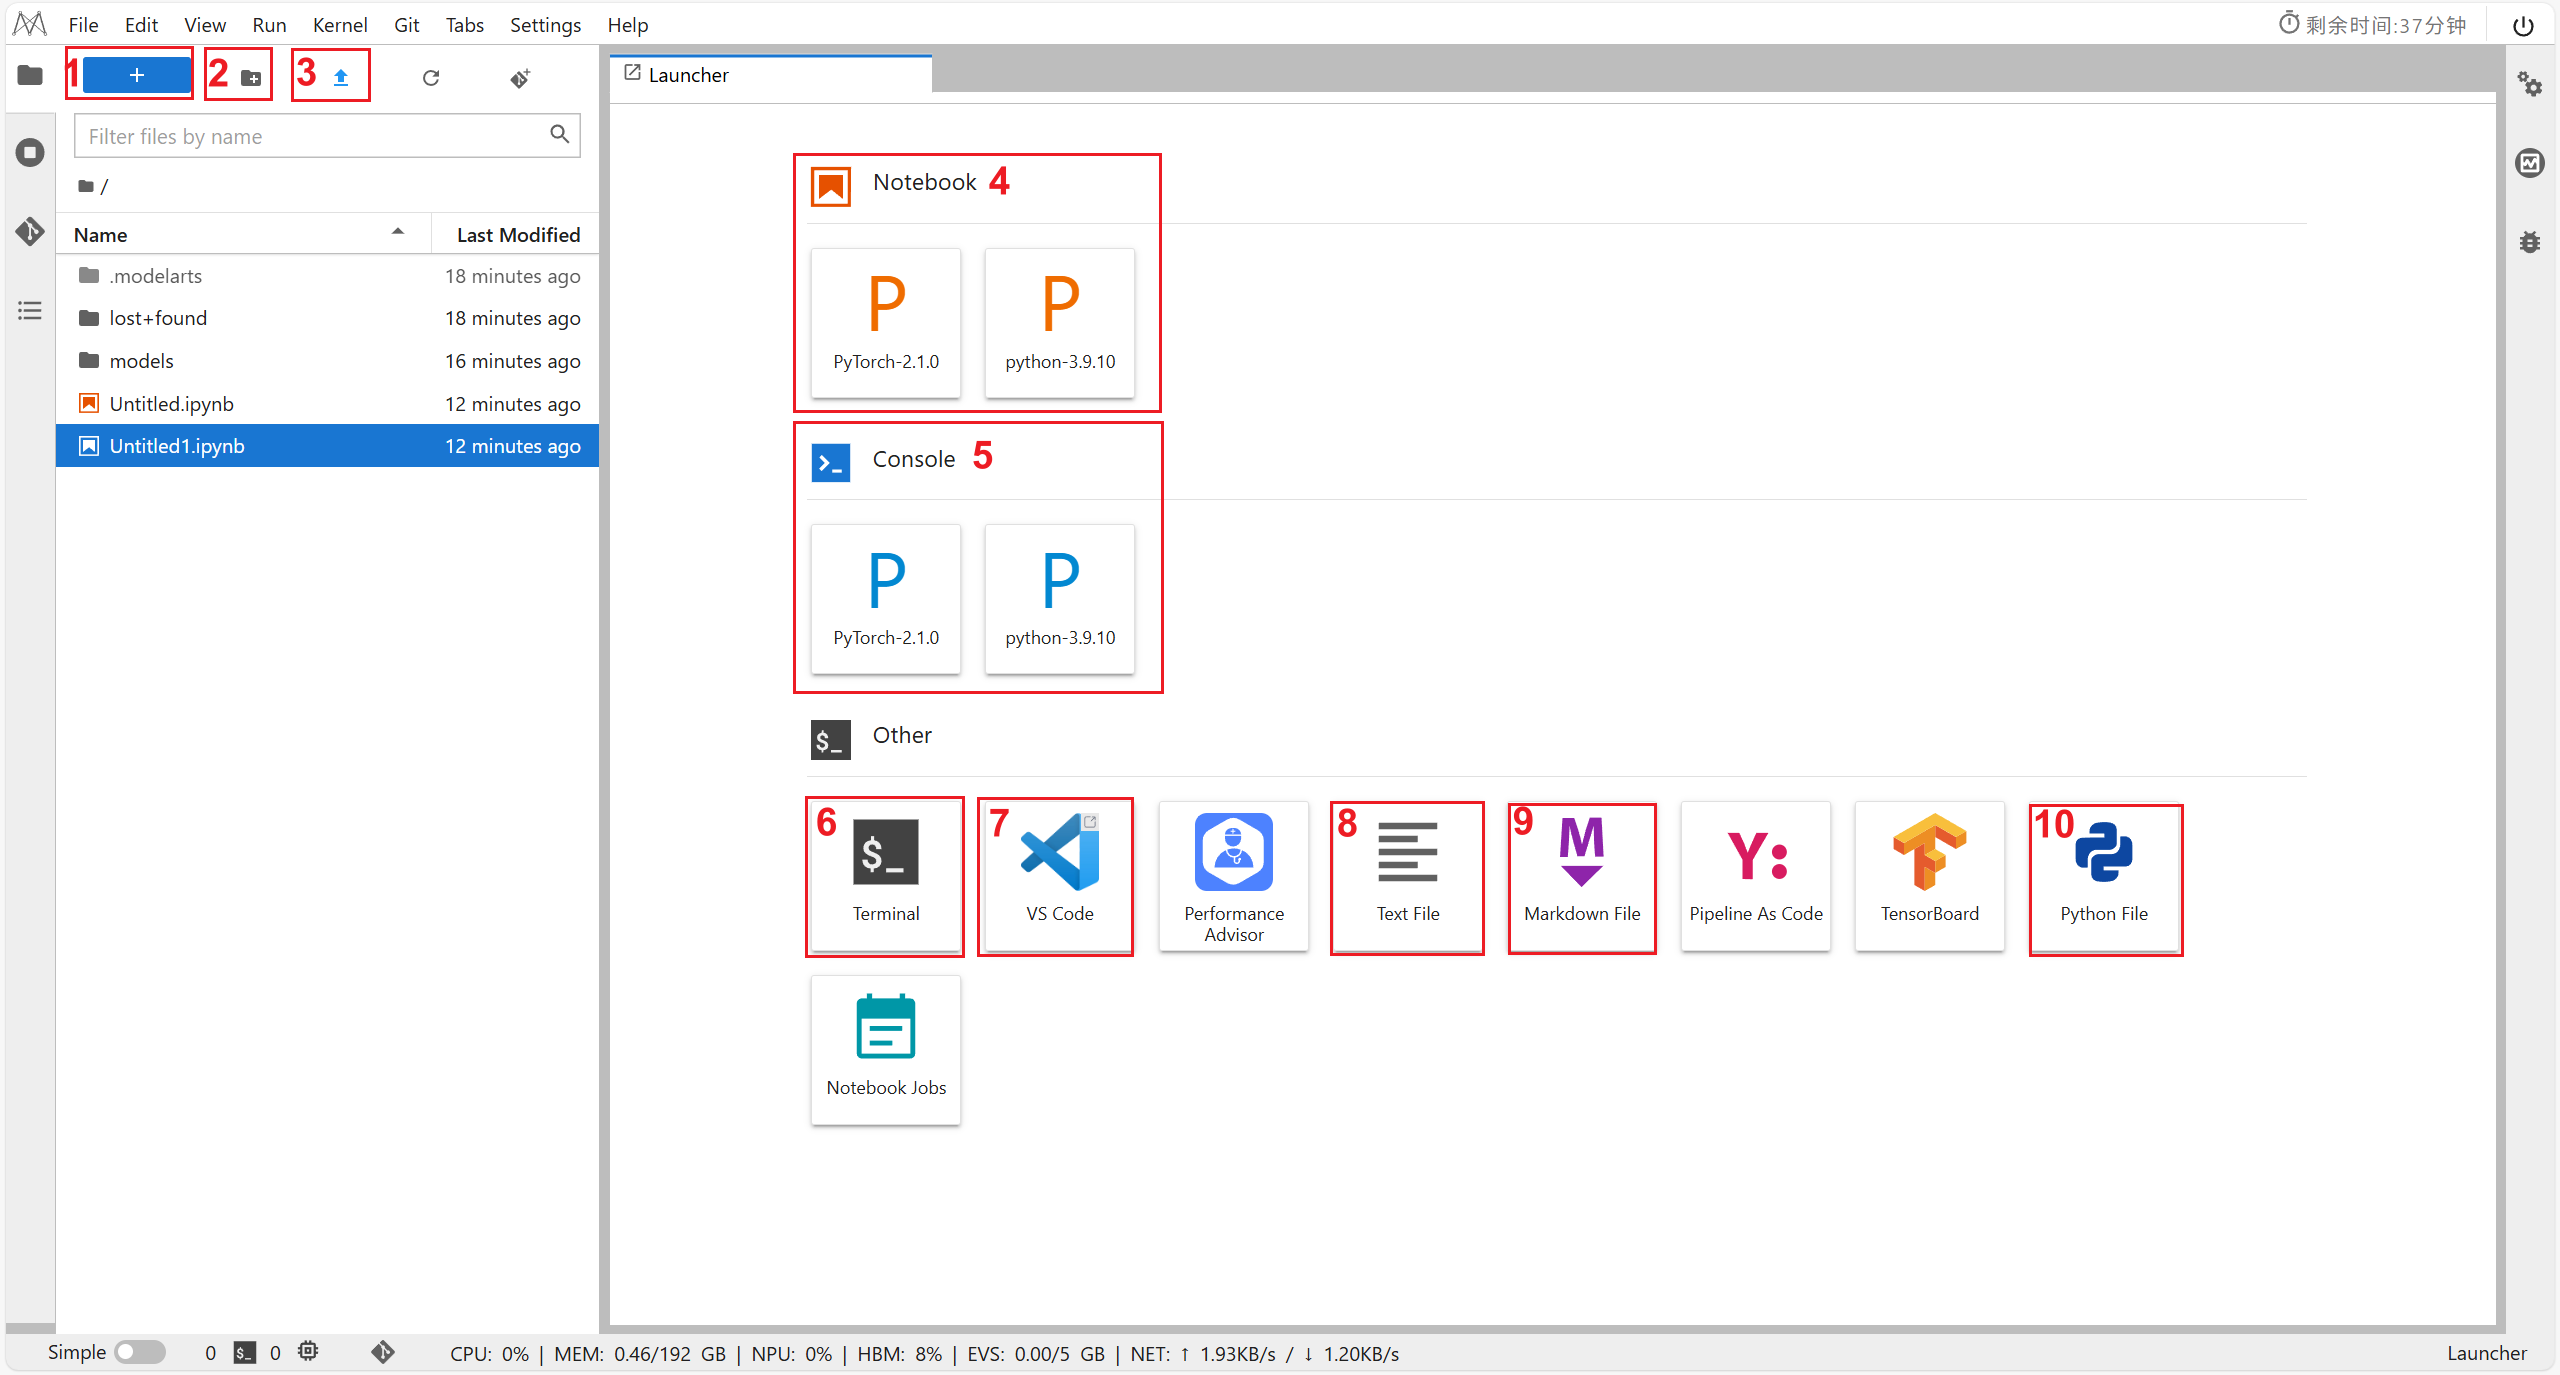 File Edit View Run Kernel Git Tabs Settings Help
剩余时间:37分钟
1 + 2 3
Launcher
Filter files by name
/
Name Last Modified
.modelarts 18 minutes ago
lost+found 18 minutes ago
models 16 minutes ago
Untitled.ipynb 12 minutes ago
Untitled1.ipynb 12 minutes ago
Notebook 4
P P
PyTorch-2.1.0 python-3.9.10
Console 5
P P
PyTorch-2.1.0 python-3.9.10
$_ Other
6 7 8 9 10
$_ M Y:
Terminal VS Code Performance Advisor Text File Markdown File Pipeline As Code TensorBoard Python File
Notebook Jobs
Simple 0 $_ 0 CPU: 0% | MEM: 0.46/192 GB | NPU: 0% | HBM: 8% | EVS: 0.00/5 GB | NET: ↑ 1.93KB/s / ↓ 1.20KB/s Launcher